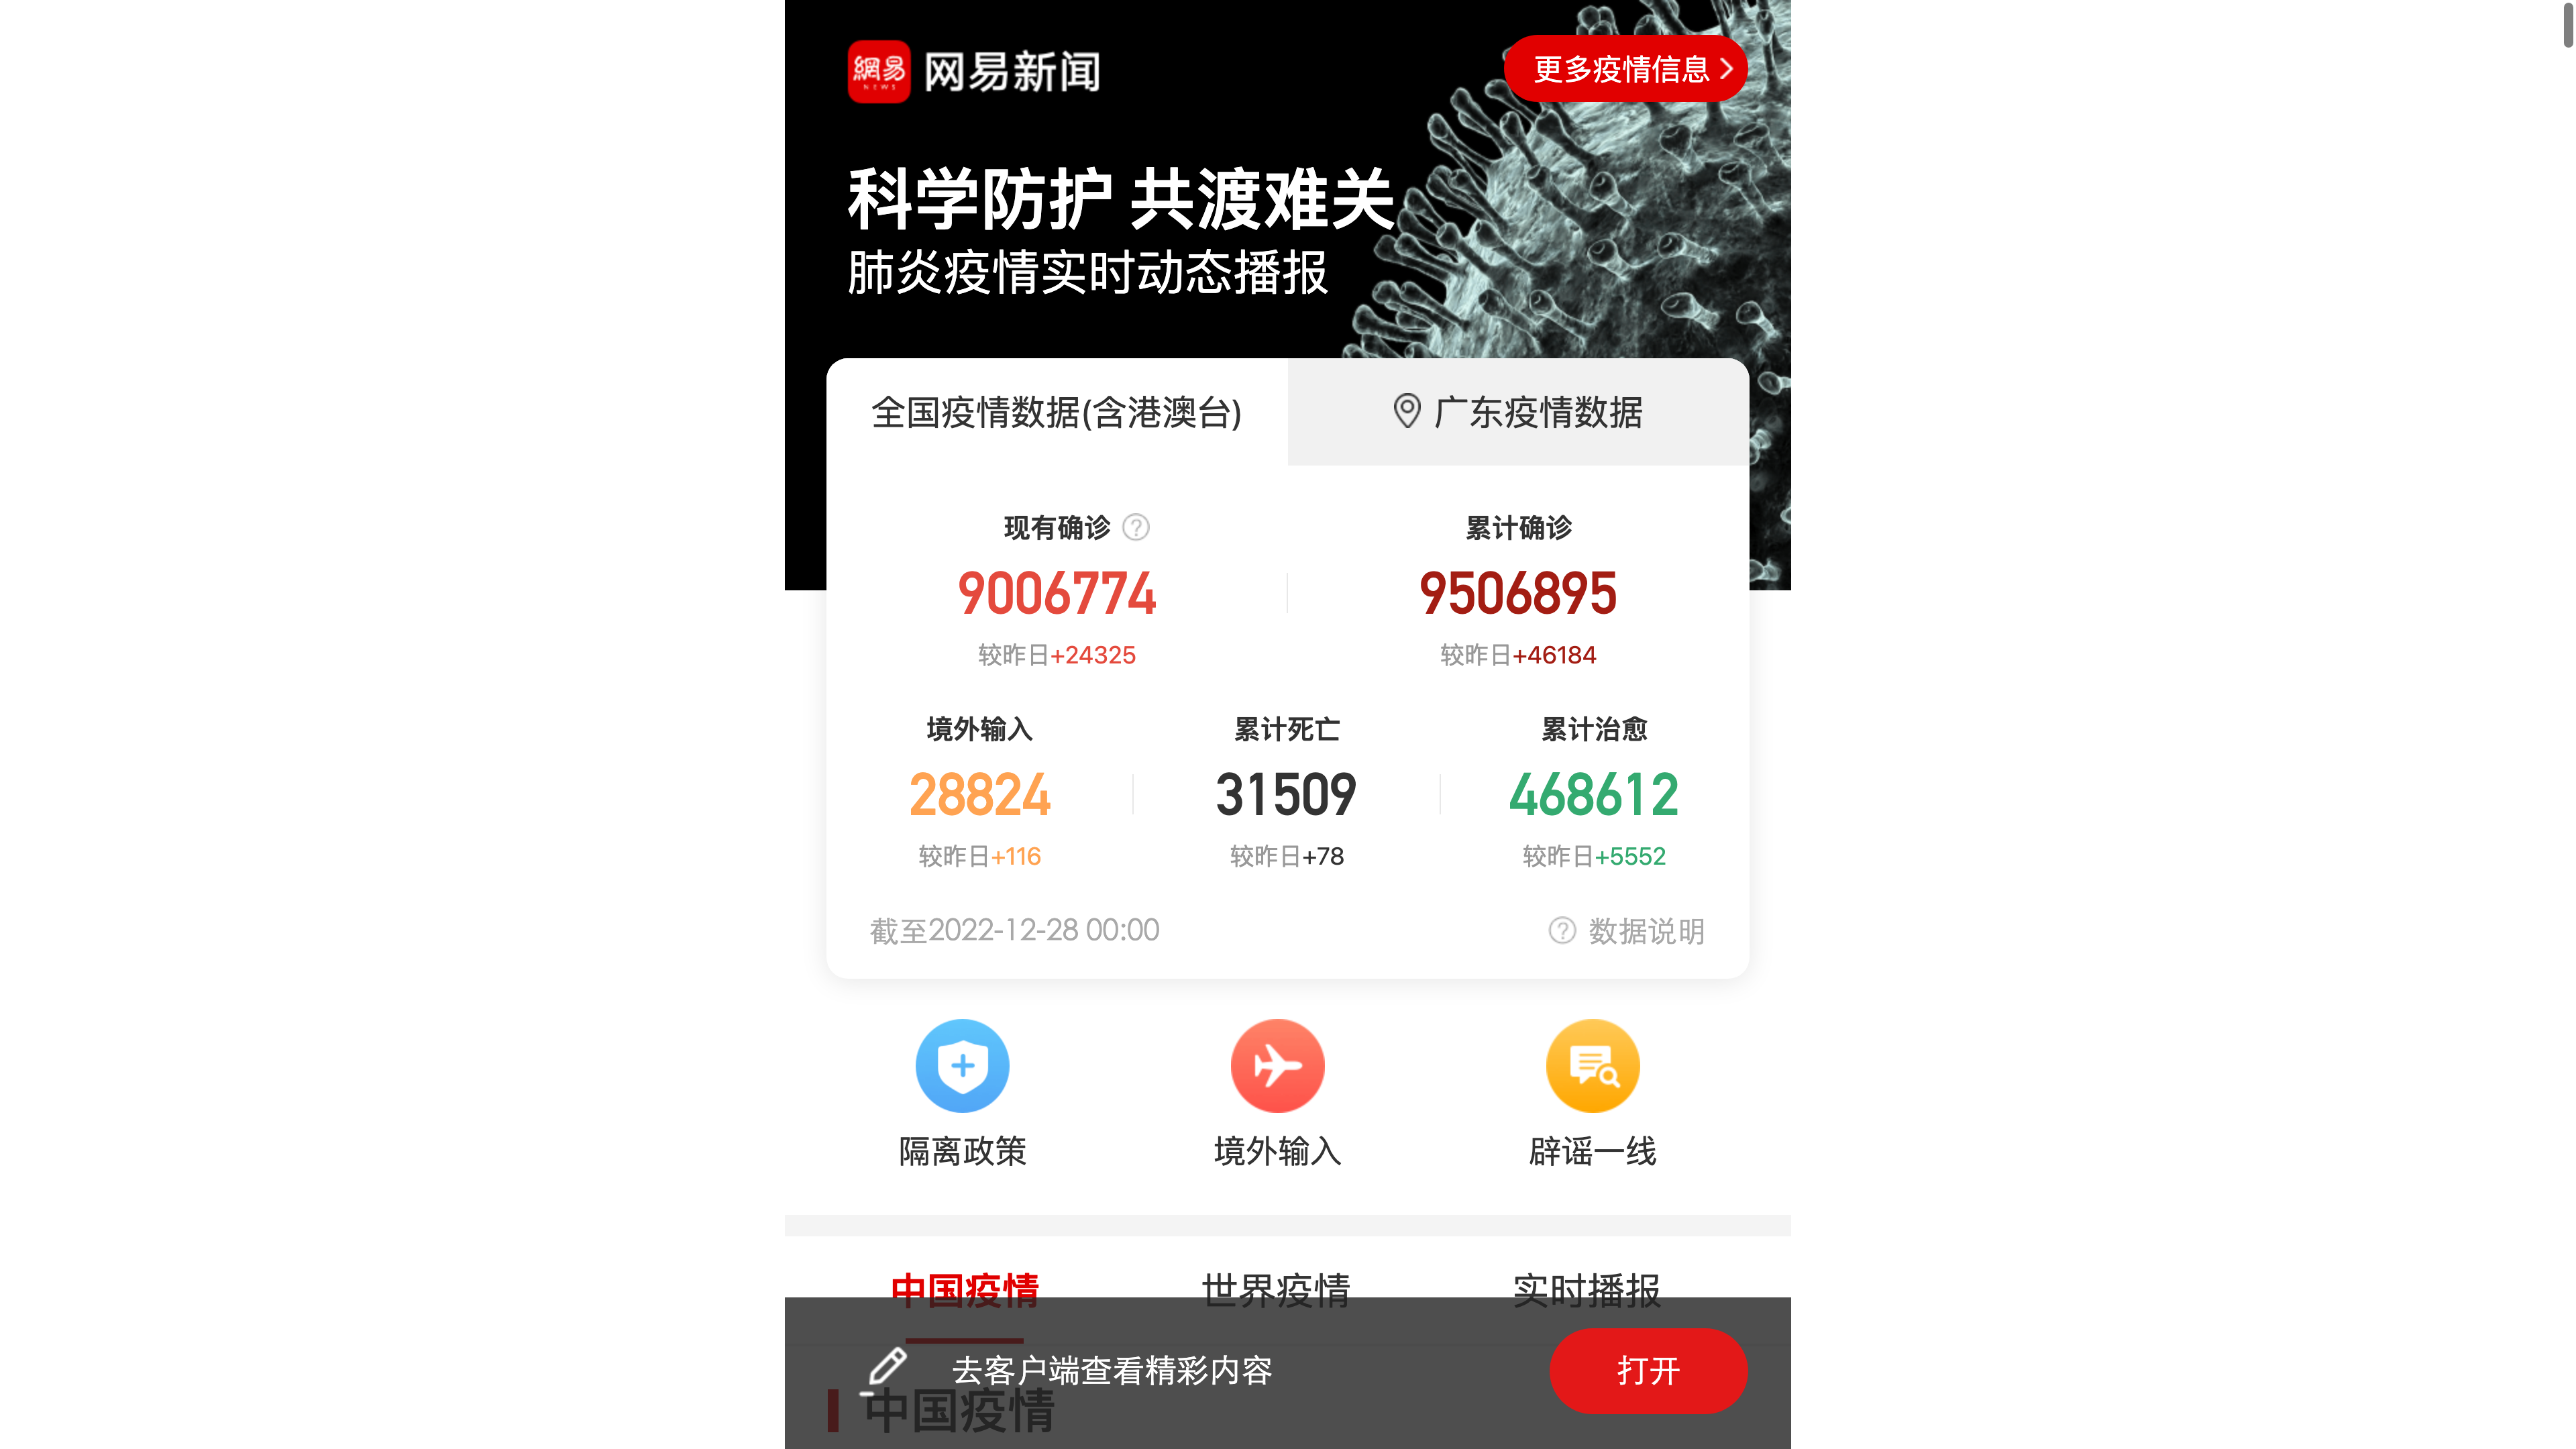 網易
NEWS
网易新闻
更多疫情信息
科学防护 共渡难关
肺炎疫情实时动态播报
全国疫情数据(含港澳台)
广东疫情数据
现有确诊 ?
累计确诊
9006774
9506895
较昨日+24325
较昨日+46184
境外输入
累计死亡
累计治愈
28824
31509
468612
较昨日+116
较昨日+78
较昨日+5552
截至2022-12-28 00:00
? 数据说明
隔离政策
境外输入
辟谣一线
中国疫情
世界疫情
实时播报
去客户端查看精彩内容
打开
中国疫情